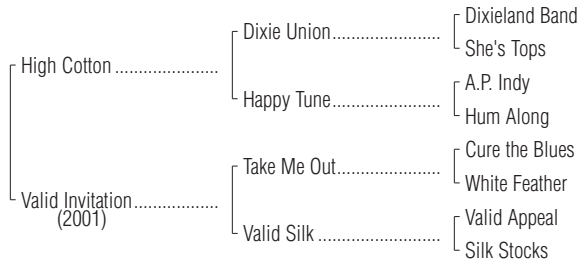 Dixieland Band
Dixie Union....................
She's Tops
High Cotton ....................
A.P. Indy
Happy Tune....................
Hum Along
Cure the Blues
Take Me Out....................
White Feather
Valid Invitation................
(2001)
Valid Appeal
Valid Silk .......................
Silk Stocks